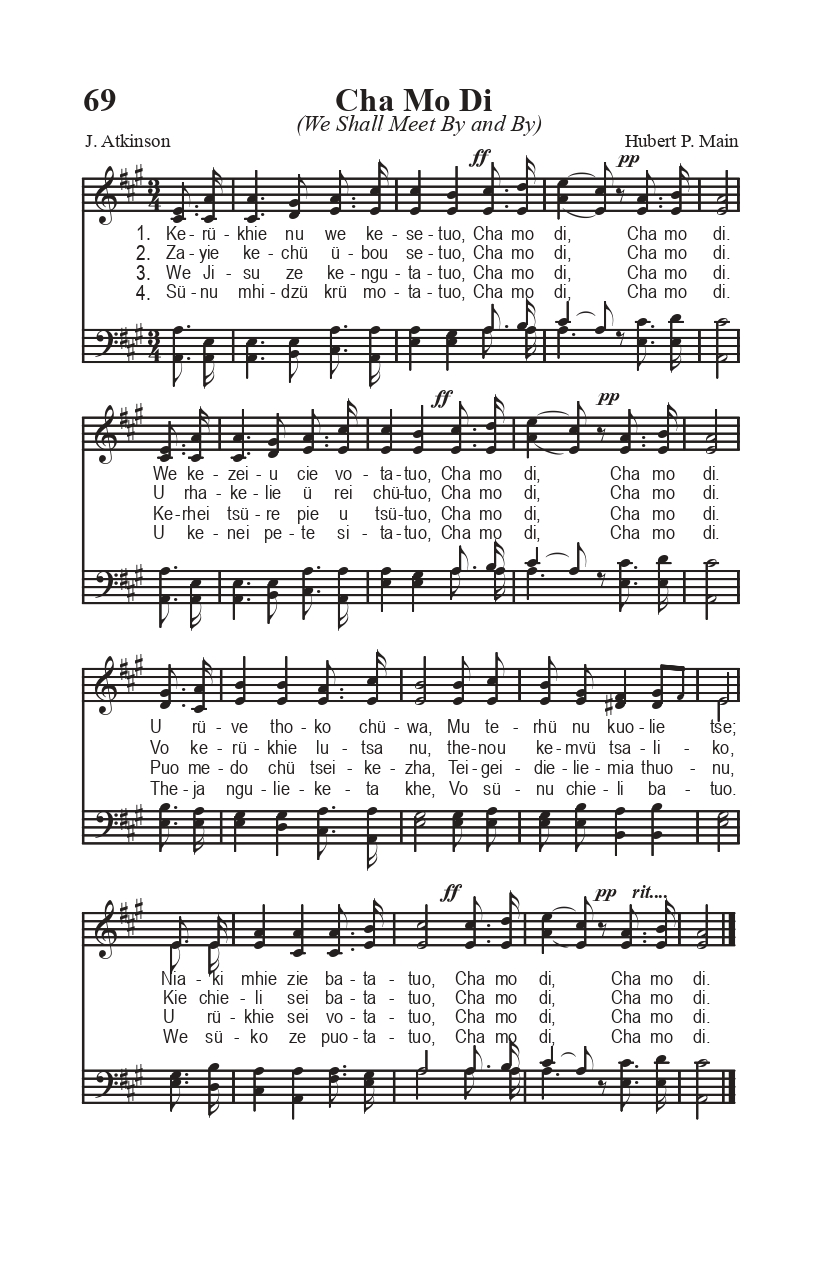 69
Cha Mo Di
(We Shall Meet By and By)
J. Atkinson Hubert P. Main
ff pp
1. Ke-rü-khie nu we ke-se-tuo, Cha mo di, Cha mo di.
2. Za-yie ke-chü ü-bou se-tuo, Cha mo di, Cha mo di.
3. We Ji-su ze ke-ngu-tuo, Cha mo di, Cha mo di.
4. Sü-nu mhi-dzü krü mo-ta-tuo, Cha mo di, Cha mo di.
ff pp
We ke-zei-u cie vo-ta-tuo, Cha mo di, Cha mo di.
U rha-ke-lie ü rei chü-tuo, Cha mo di, Cha mo di.
Ke-rhei tsü-re pie u tsü-tuo, Cha mo di, Cha mo di.
U ke-nei pe-te si-ta-tuo, Cha mo di, Cha mo di.
U rü-ve tho-ko chü-wa, Mu te-rhü nu kuo-lie tse;
Vo ke-rü-khie lu-tsa nu, the-nou ke-mvü tsa-li-ko,
Puo me-do chü tsei-ke-zha, Tei-gei-die-lie-mia thuo-nu,
The-ja ngu-lie-ke-ta khe, Vo sü-nu chie-li ba-tuo.
ff pp rit....
Nia-ki mhie zie ba-ta-tuo, Cha mo di, Cha mo di.
Kie chie-li sei ba-ta-tuo, Cha mo di, Cha mo di.
U rü-khie sei vo-ta-tuo, Cha mo di, Cha mo di.
We sü-ko ze puo-ta-tuo, Cha mo di, Cha mo di.